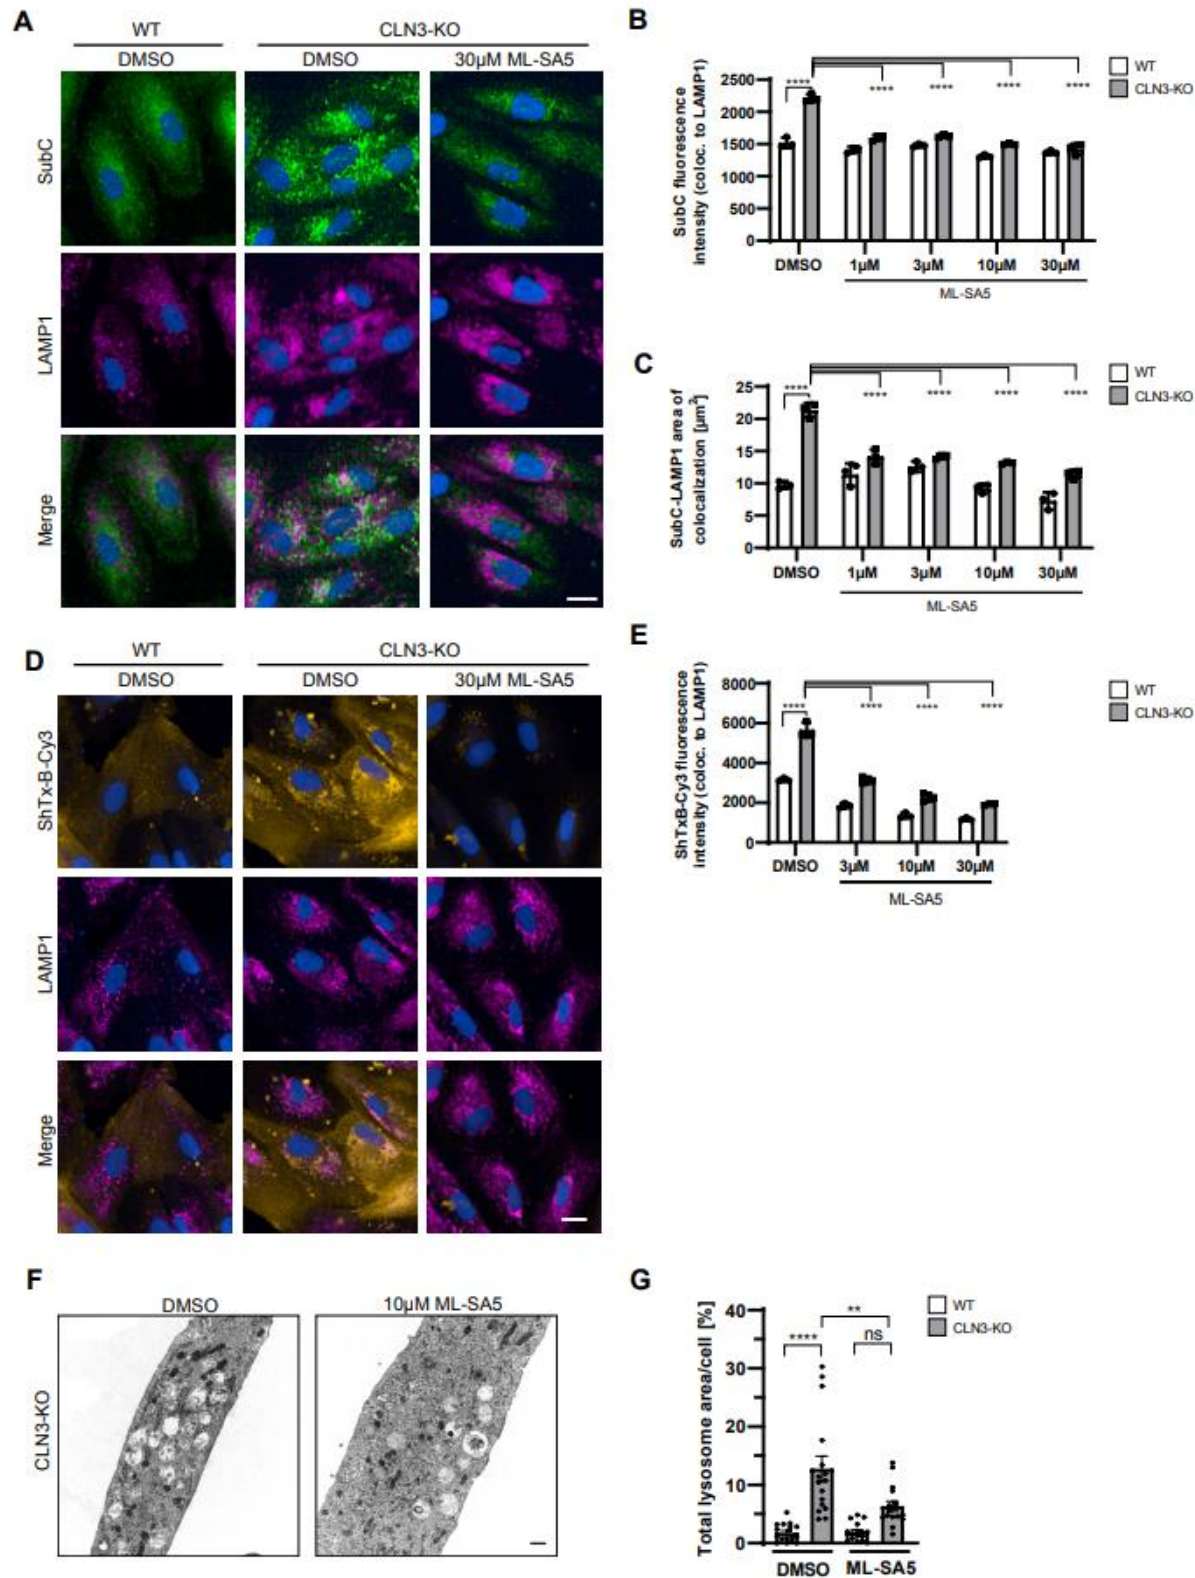 A
WT
CLN3-KO
DMSO
DMSO
30µM ML-SA5
SubC
LAMP1
Merge
B
SubC fluorescence
intensity (coloc. to LAMP1)
2500
2000
1500
1000
500
0
****
****
****
****
****
WT
CLN3-KO
DMSO
1µM
3µM
10µM
30µM
ML-SA5
C
SubC-LAMP1 area of
colocalization [µm²]
25
20
15
10
5
0
****
****
****
****
****
WT
CLN3-KO
DMSO
1µM
3µM
10µM
30µM
ML-SA5
D
WT
CLN3-KO
DMSO
DMSO
30µM ML-SA5
ShTx-B-Cy3
LAMP1
Merge
E
ShTxB-Cy3 fluorescence
intensity (coloc. to LAMP1)
8000
6000
4000
2000
0
****
****
****
****
WT
CLN3-KO
DMSO
3µM
10µM
30µM
ML-SA5
F
DMSO
10µM ML-SA5
CLN3-KO
G
Total lysosome area/cell [%]
40
30
20
10
0
****
**
ns
WT
CLN3-KO
DMSO
ML-SA5